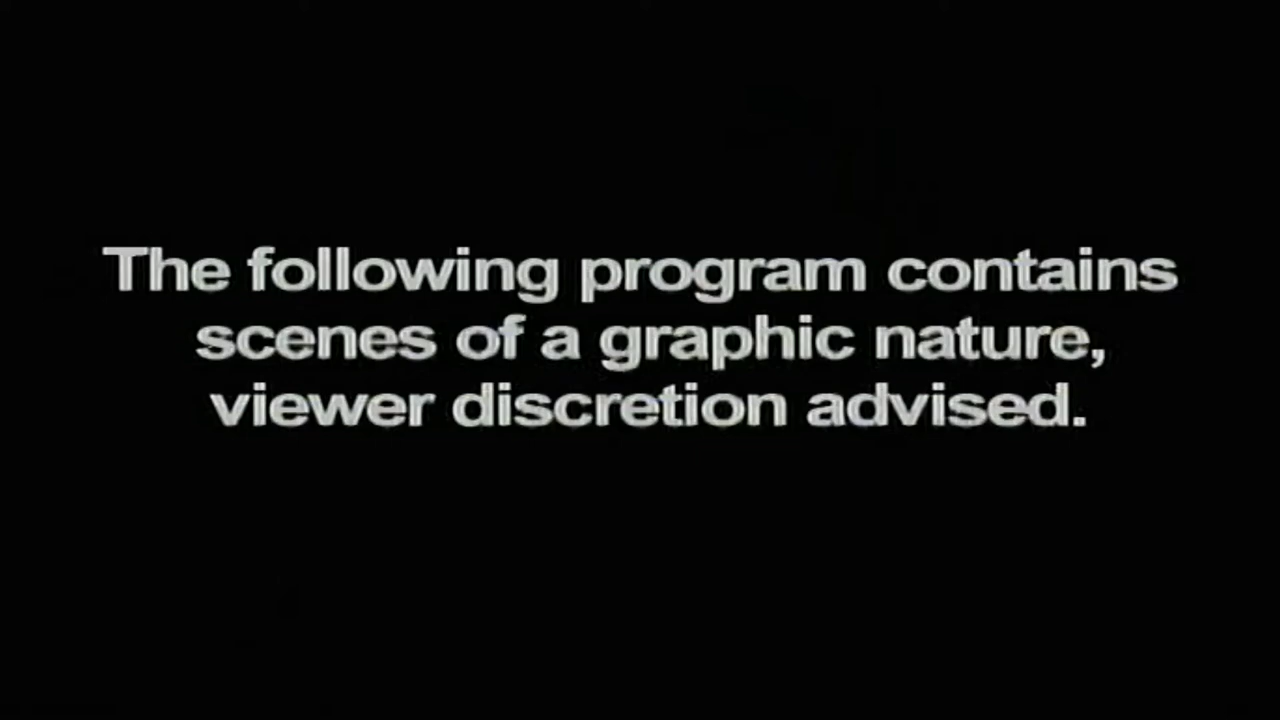 The following program contains
scenes of a graphic nature,
viewer discretion advised.